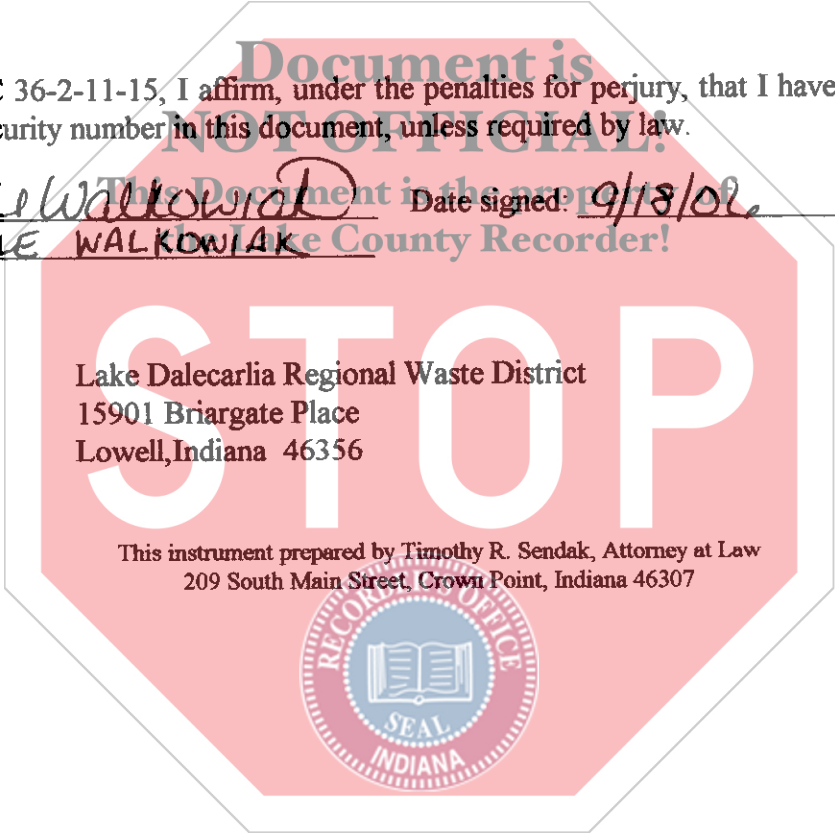 Document is
36-2-11-15, I affirm, under the penalties for perjury, that I have
NOT OFFICIAL!
number in this document, unless required by law.
This Document is the property of
Walkowiak Date signed: 9/18/06
the Lake County Recorder!
WALKOWIAK
STOP
Lake Dalecarlia Regional Waste District
15901 Briargate Place
Lowell, Indiana 46356
This instrument prepared by Timothy R. Sendak, Attorney at Law
209 South Main Street, Crown Point, Indiana 46307
RECORDER'S OFFICE
SEAL
INDIANA